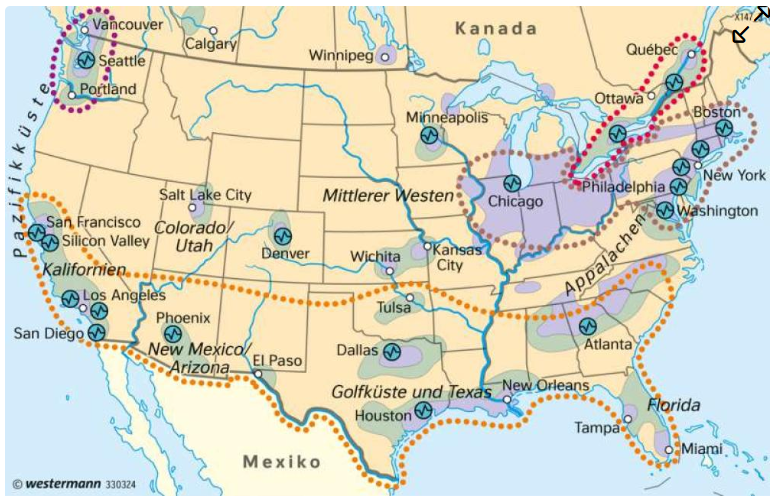 X147
Vancouver
Calgary
Kanada
Québec
Seattle
Winnipeg
Portland
Ottawa
Minneapolis
Boston
Pazifikküste
Salt Lake City
Mittlerer Westen
Chicago
Philadelphia
New York
Washington
San Francisco
Silicon Valley
Colorado/
Utah
Denver
Wichita
Kansas
City
Appalachen
Kalifornien
Los Angeles
Tulsa
San Diego
Phoenix
New Mexico/
Arizona
El Paso
Dallas
Atlanta
Golfküste und Texas
New Orleans
Houston
Florida
Tampa
Miami
Mexiko
© westermann 330324